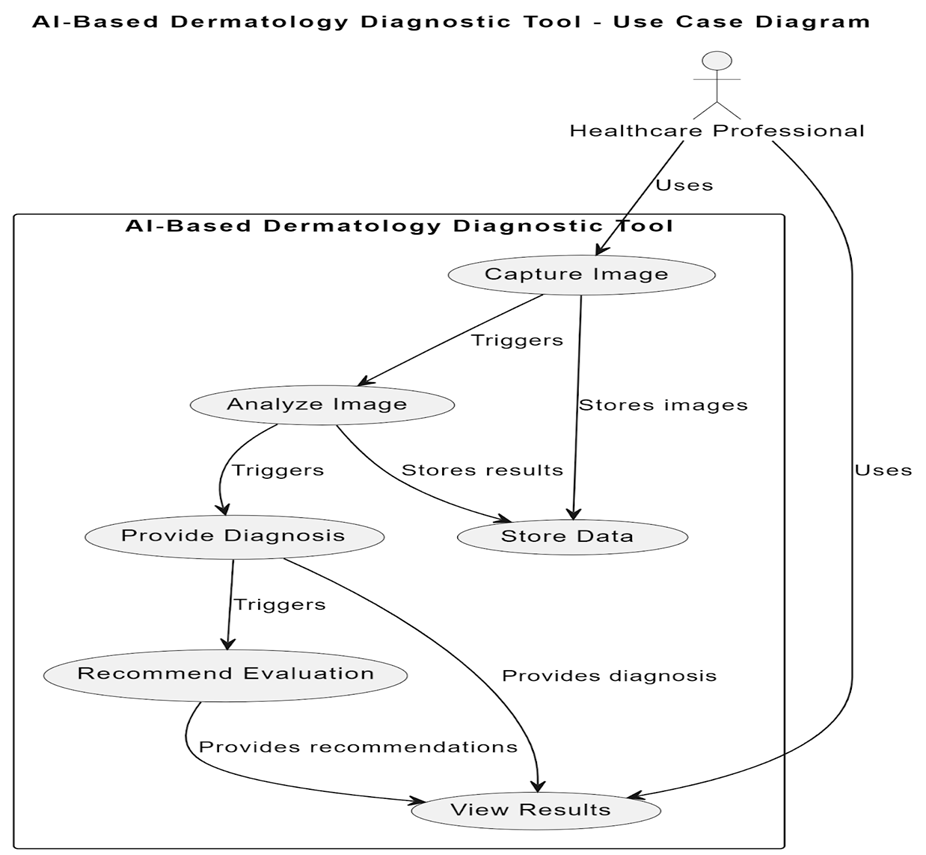 AI-Based Dermatology Diagnostic Tool - Use Case Diagram
Healthcare Professional
Uses
AI-Based Dermatology Diagnostic Tool
Capture Image
Triggers
Analyze Image
Stores images
Triggers
Stores results
Uses
Provide Diagnosis
Store Data
Triggers
Recommend Evaluation
Provides diagnosis
Provides recommendations
View Results